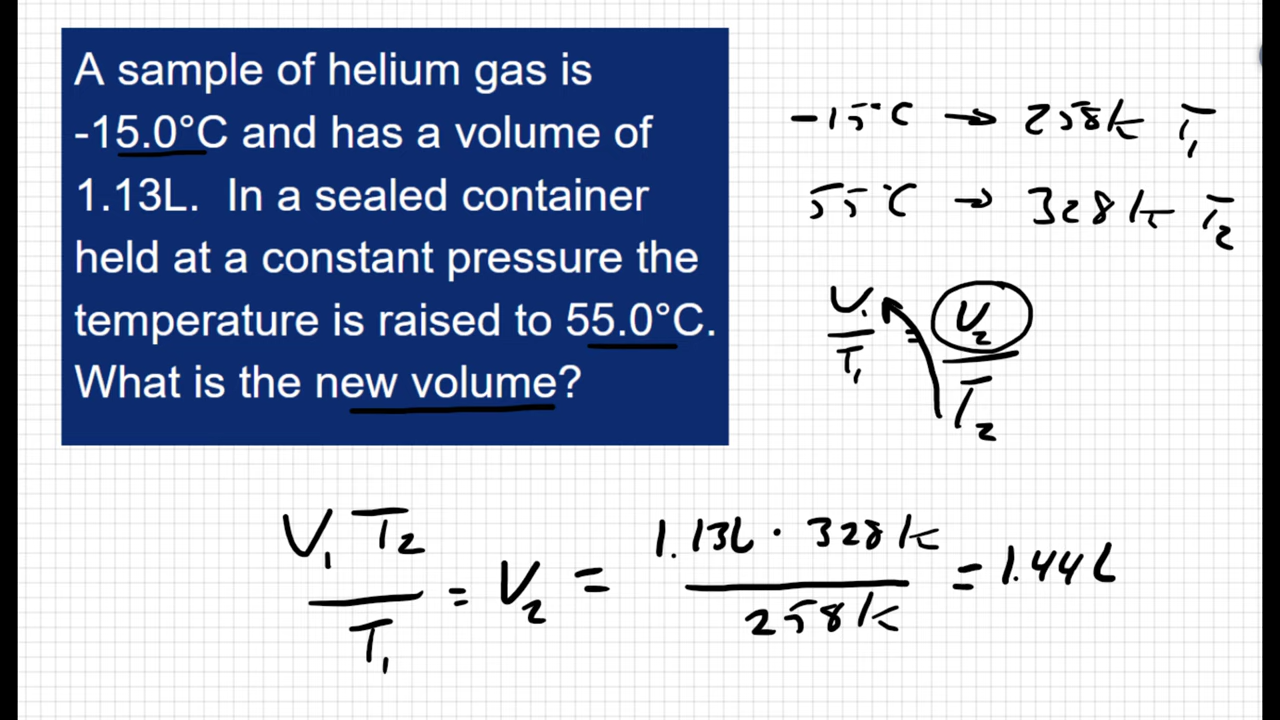 A sample of helium gas is
-15.0°C and has a volume of
1.13L. In a sealed container
held at a constant pressure the
temperature is raised to 55.0°C.
What is the new volume?
-15°C → 258K T₁
55°C → 328K T₂
V₁/T₁ = V₂/T₂
V₁T₂/T₁ = V₂ = 1.13L · 328K/258K = 1.44L